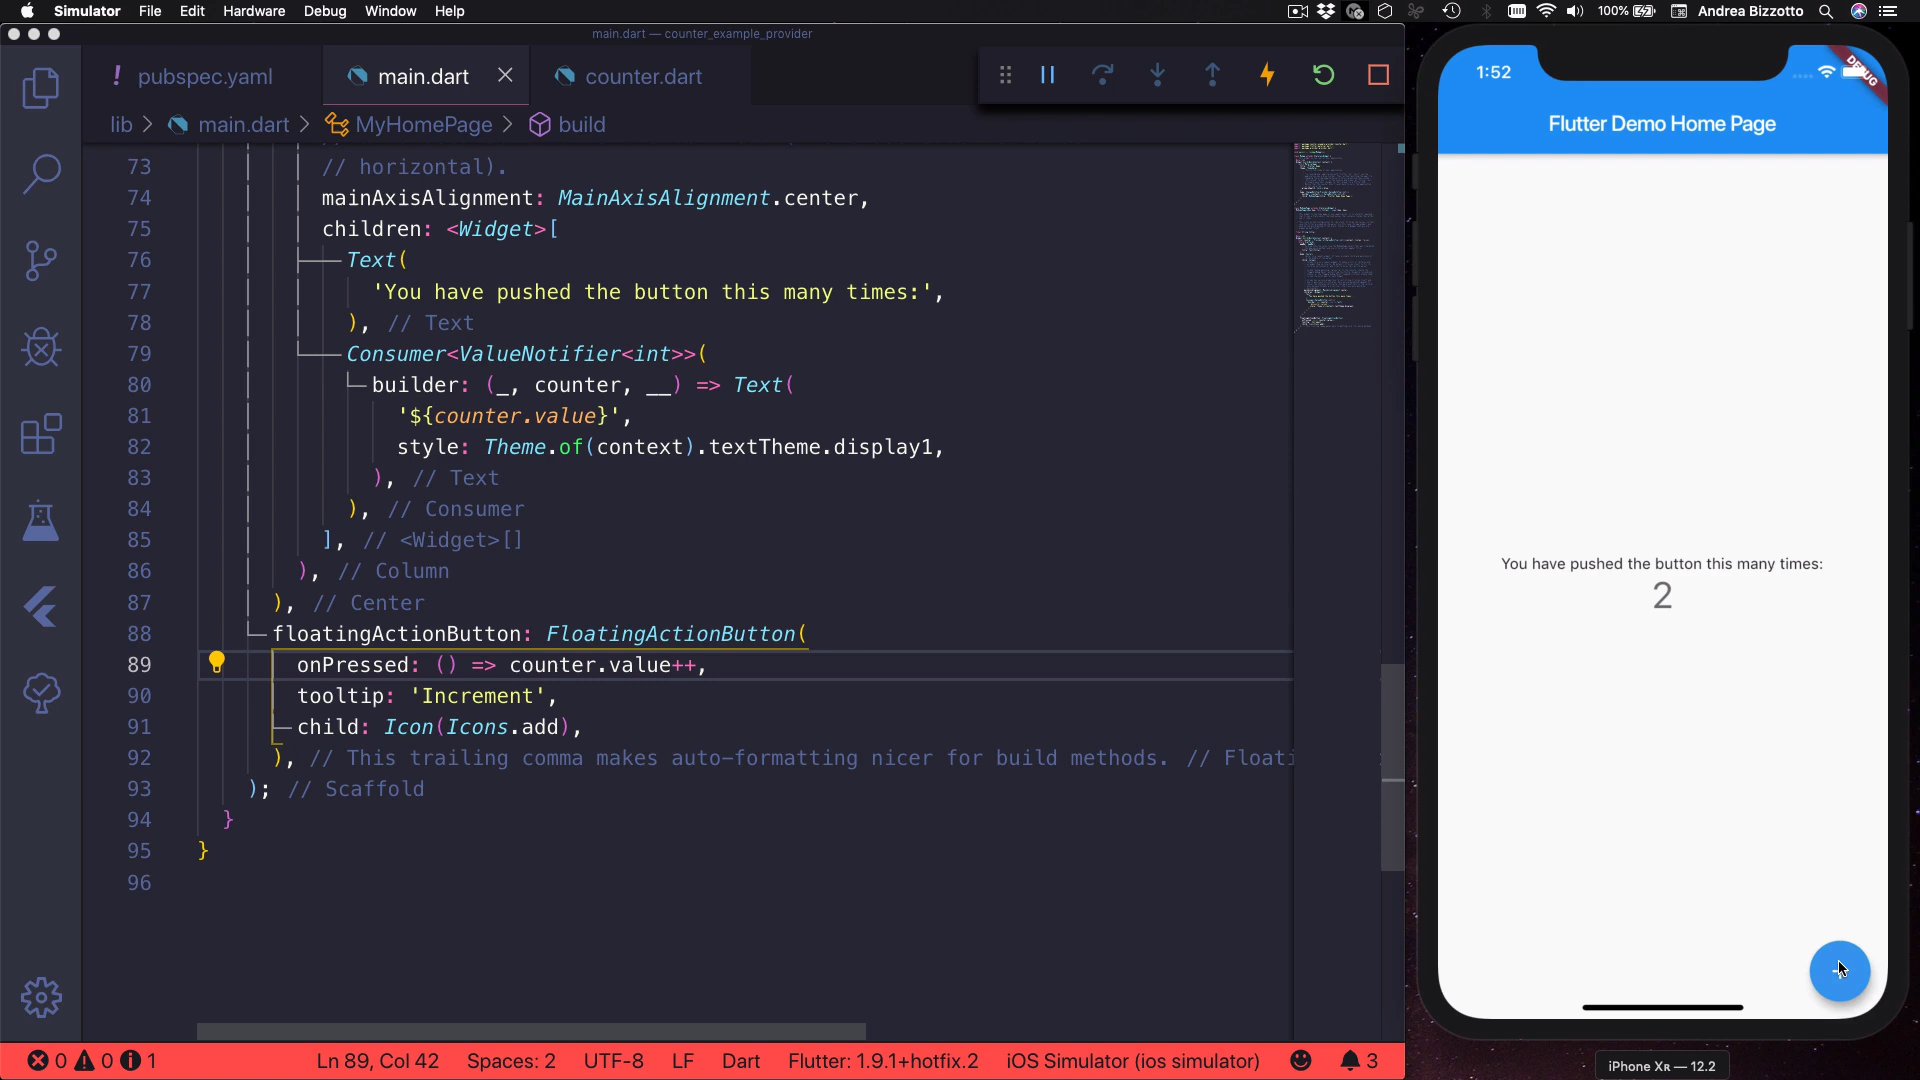 Simulator File Edit Hardware Debug Window Help 100% Andrea Bizzotto
main.dart — counter_example_provider
! pubspec.yaml main.dart counter.dart
lib > main.dart > MyHomePage > build
73 // horizontal).
74 mainAxisAlignment: MainAxisAlignment.center,
75 children: <Widget>[
76 Text(
77 'You have pushed the button this many times:',
78 ), // Text
79 Consumer<ValueNotifier<int>>(
80 builder: (_, counter, __) => Text(
81 '${counter.value}',
82 style: Theme.of(context).textTheme.display1,
83 ), // Text
84 ), // Consumer
85 ], // <Widget>[]
86 ), // Column
87 ), // Center
88 floatingActionButton: FloatingActionButton(
89 onPressed: () => counter.value++,
90 tooltip: 'Increment',
91 child: Icon(Icons.add),
92 ), // This trailing comma makes auto-formatting nicer for build methods. // Floati
93 ); // Scaffold
94 }
95 }
96
0 0 1 Ln 89, Col 42 Spaces: 2 UTF-8 LF Dart Flutter: 1.9.1+hotfix.2 iOS Simulator (ios simulator) 3
1:52
DEBUG
Flutter Demo Home Page
You have pushed the button this many times:
2
iPhone Xʀ — 12.2